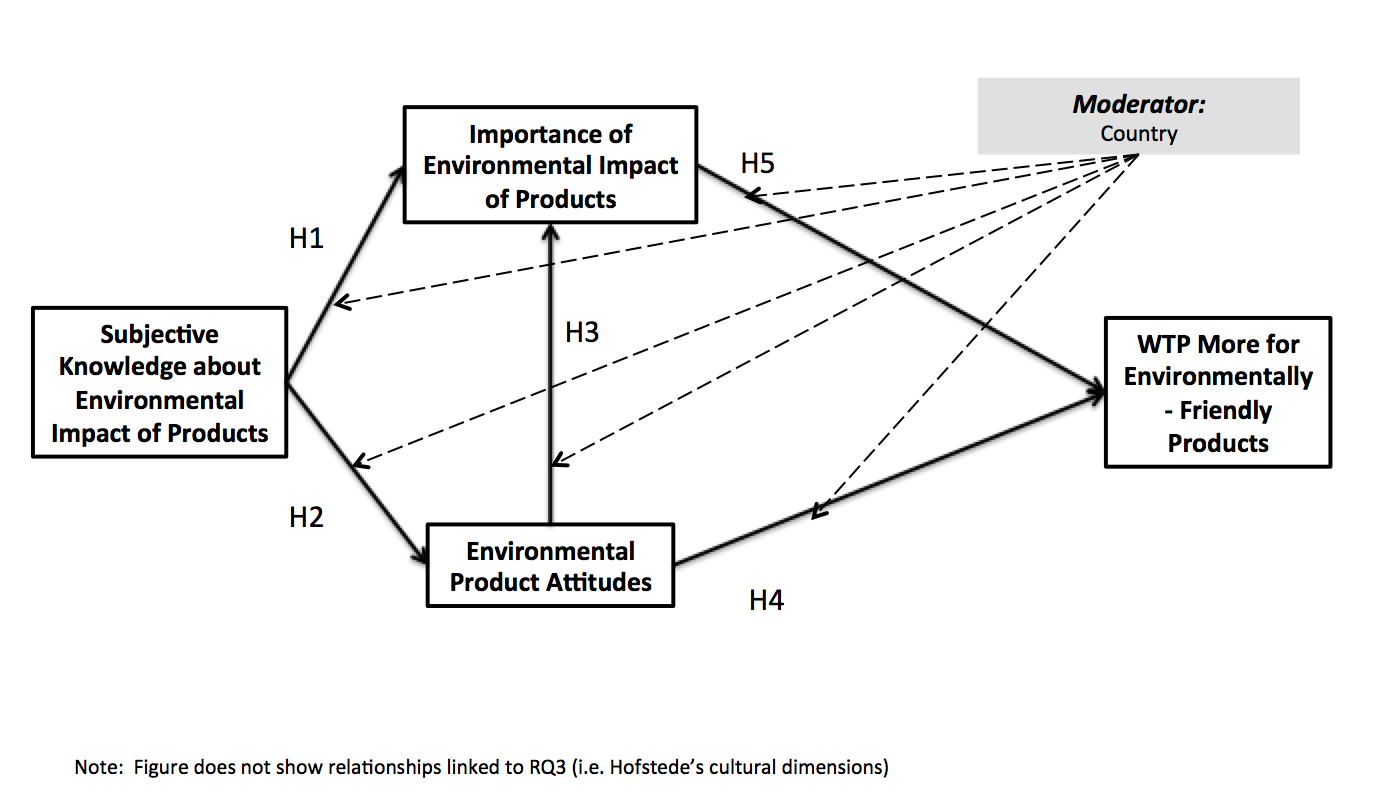 Moderator:
Country
Importance of
Environmental Impact
of Products
H5
H1
H3
Subjective
Knowledge about
Environmental
Impact of Products
WTP More for
Environmentally
- Friendly
Products
H2
Environmental
Product Attitudes
H4
Note:  Figure does not show relationships linked to RQ3 (i.e. Hofstede’s cultural dimensions)